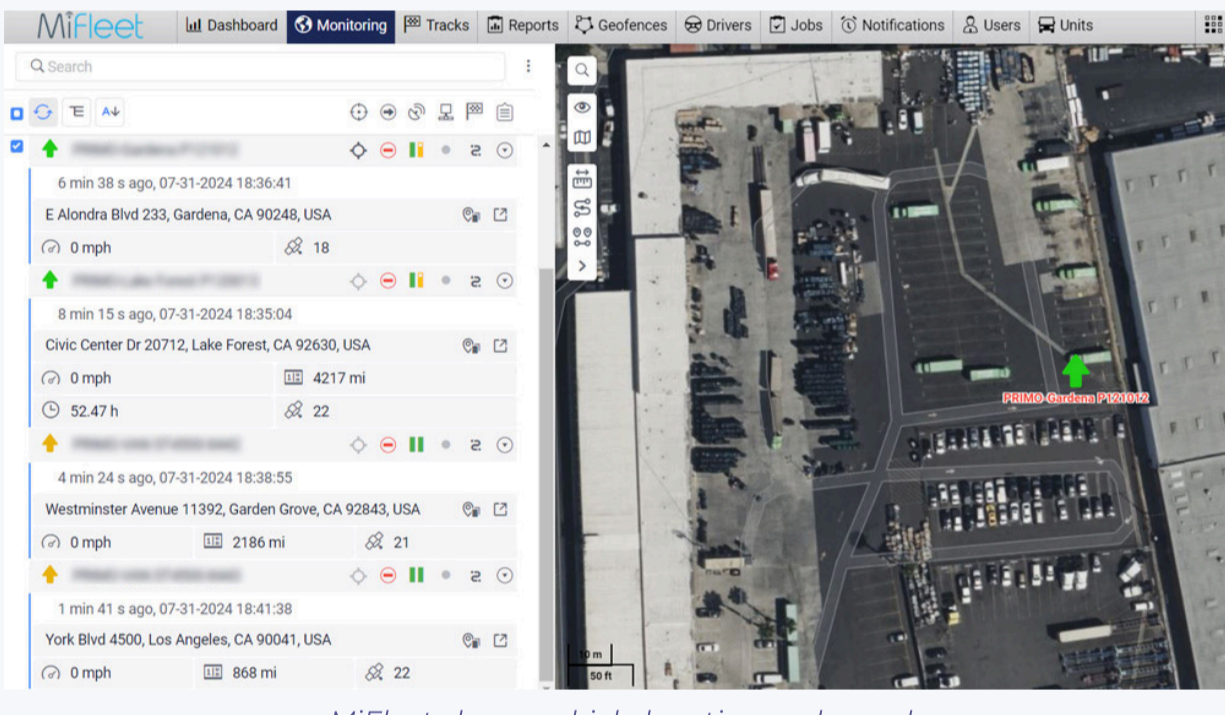 MiFleet
Dashboard
Monitoring
Tracks
Reports
Geofences
Drivers
Jobs
Notifications
Users
Units
Search
A
6 min 38 s ago, 07-31-2024 18:36:41
E Alondra Blvd 233, Gardena, CA 90248, USA
0 mph
18
8 min 15 s ago, 07-31-2024 18:35:04
Civic Center Dr 20712, Lake Forest, CA 92630, USA
0 mph
4217 mi
52.47 h
22
4 min 24 s ago, 07-31-2024 18:38:55
Westminster Avenue 11392, Garden Grove, CA 92843, USA
0 mph
2186 mi
21
1 min 41 s ago, 07-31-2024 18:41:38
York Blvd 4500, Los Angeles, CA 90041, USA
0 mph
868 mi
22
PRIMO-Gardena P121012
10 m
50 ft